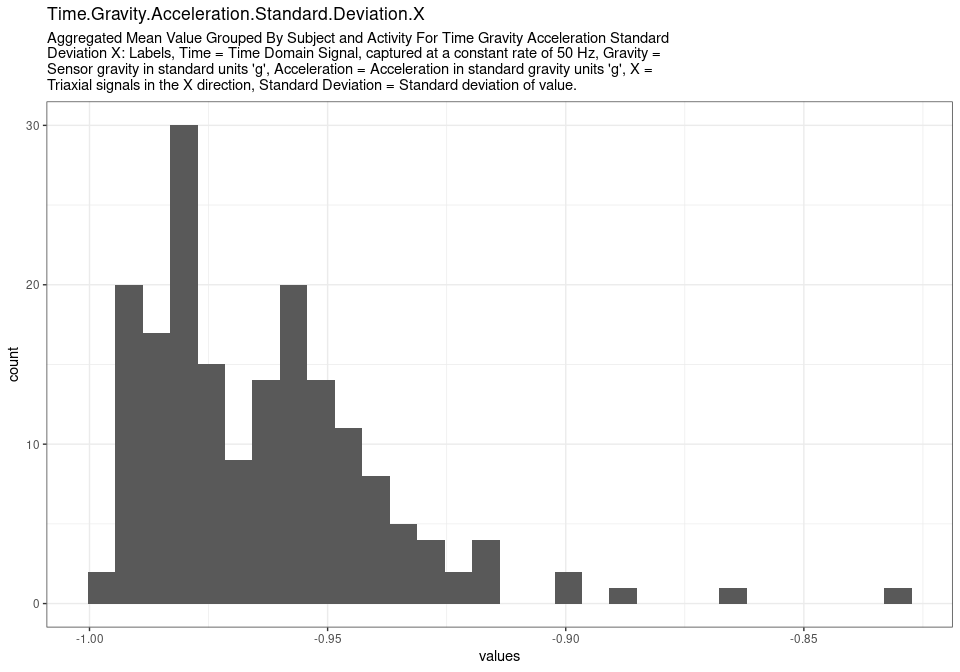 Time.Gravity.Acceleration.Standard.Deviation.X
Aggregated Mean Value Grouped By Subject and Activity For Time Gravity Acceleration Standard
Deviation X: Labels, Time = Time Domain Signal, captured at a constant rate of 50 Hz, Gravity =
Sensor gravity in standard units 'g', Acceleration = Acceleration in standard gravity units 'g', X =
Triaxial signals in the X direction, Standard Deviation = Standard deviation of value.
30
20
10
0
count
-1.00 -0.95 -0.90 -0.85
values